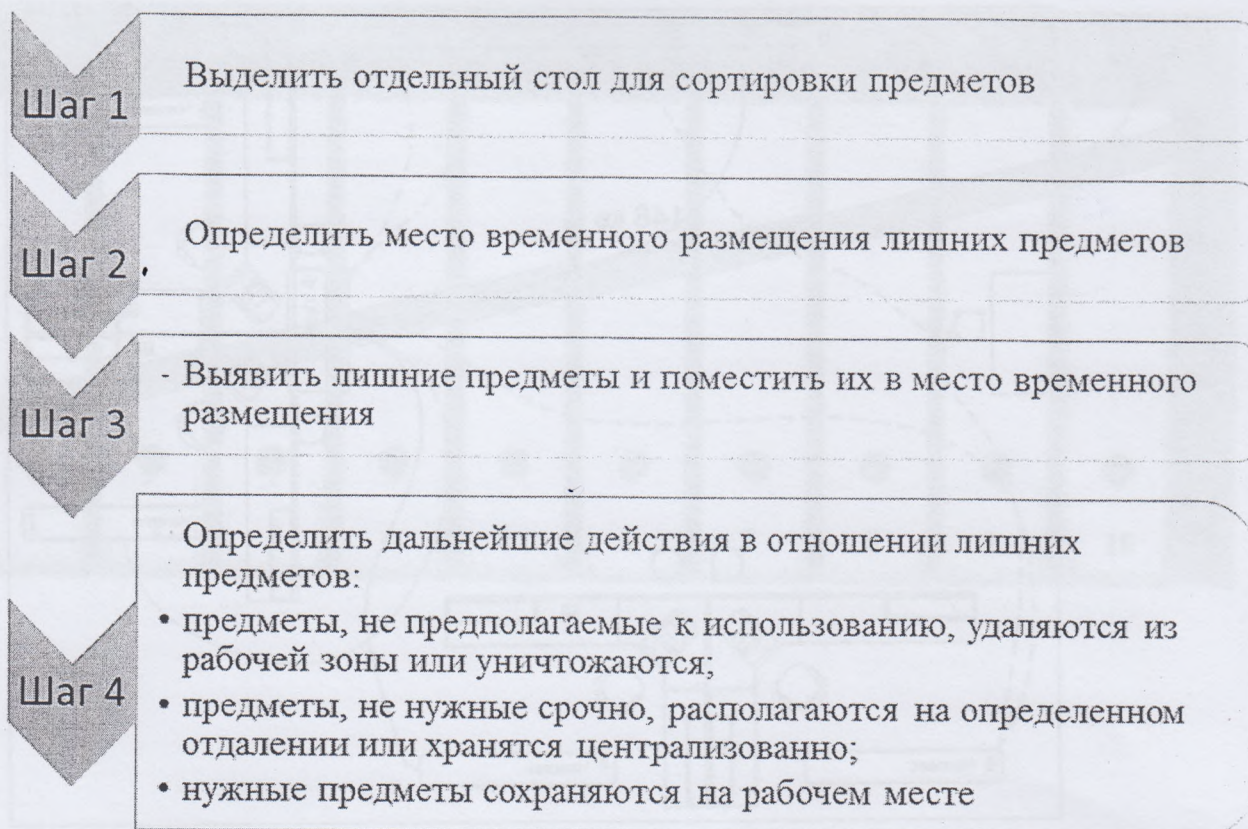 Шаг 1
Выделить отдельный стол для сортировки предметов
Шаг 2
Определить место временного размещения лишних предметов
Шаг 3
- Выявить лишние предметы и поместить их в место временного
размещения
Шаг 4
Определить дальнейшие действия в отношении лишних
предметов:
• предметы, не предполагаемые к использованию, удаляются из
рабочей зоны или уничтожаются;
• предметы, не нужные срочно, располагаются на определенном
отдалении или хранятся централизованно;
• нужные предметы сохраняются на рабочем месте